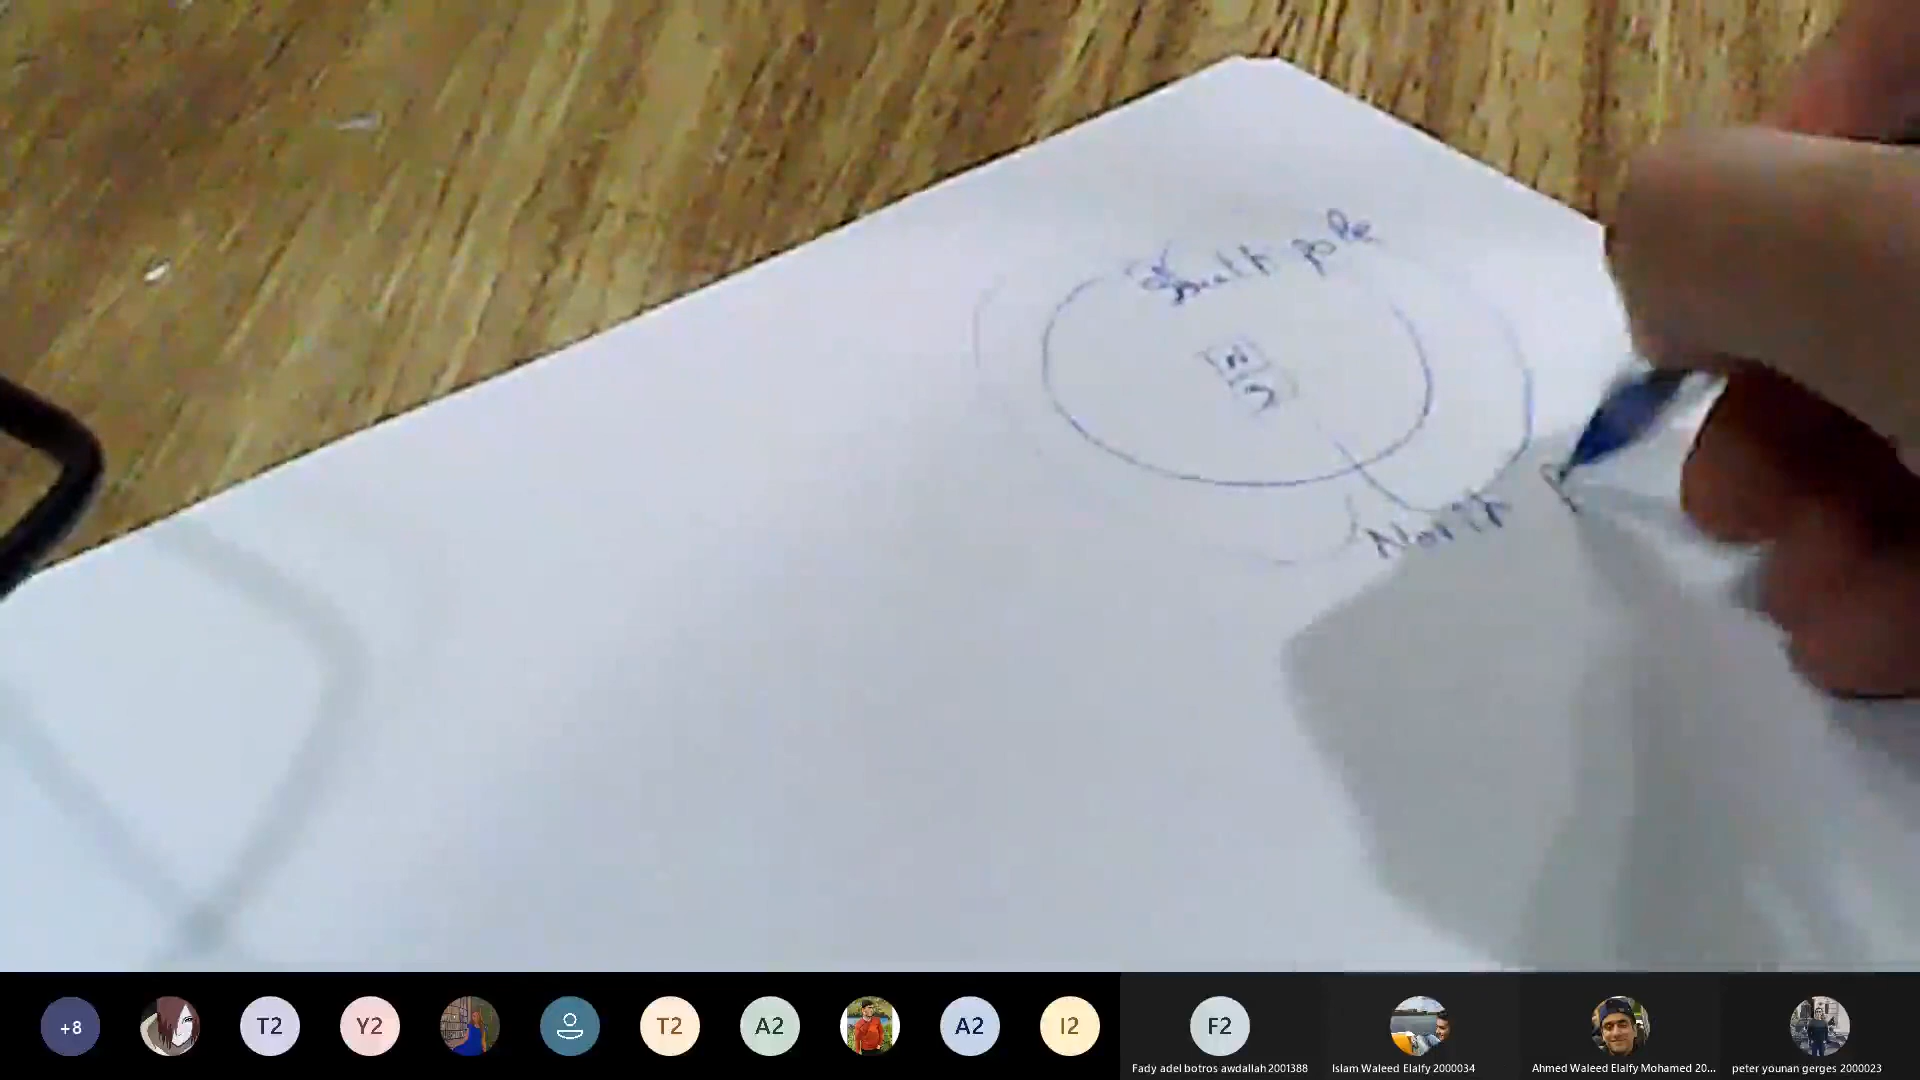 South pole
N
S
North P
+8
T2
Y2
T2
A2
A2
I2
F2
Fady adel botros awdallah 2001388
Islam Waleed Elalfy 2000034
Ahmed Waleed Elalfy Mohamed 20...
peter younan gerges 2000023